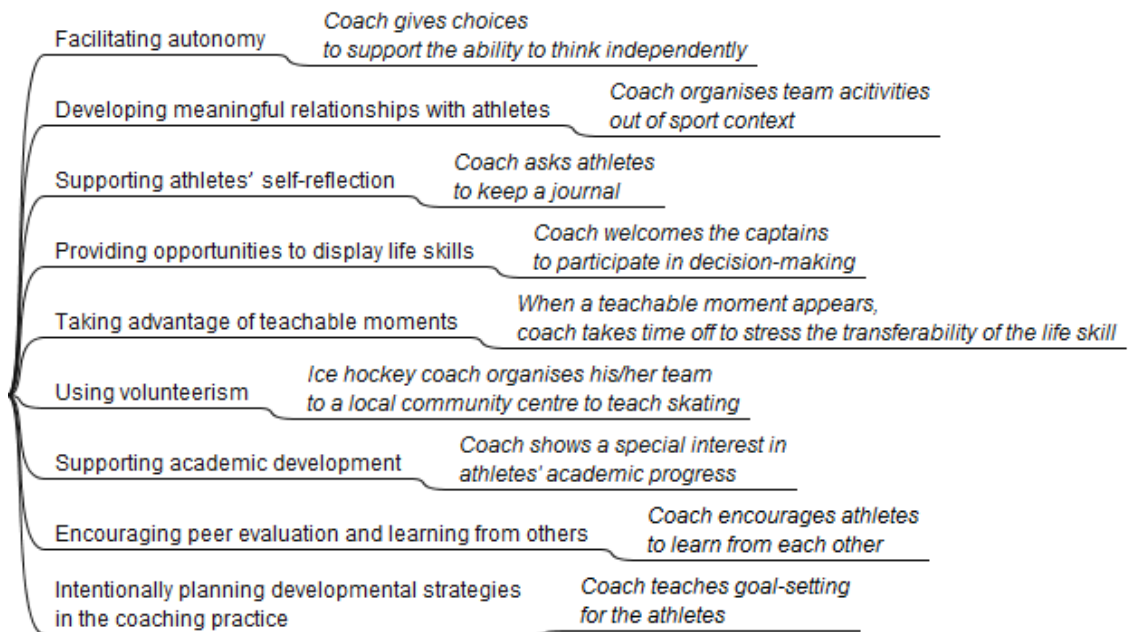 Facilitating autonomy
Coach gives choices
to support the ability to think independently
Developing meaningful relationships with athletes
Coach organises team acitivities
out of sport context
Supporting athletes' self-reflection
Coach asks athletes
to keep a journal
Providing opportunities to display life skills
Coach welcomes the captains
to participate in decision-making
Taking advantage of teachable moments
When a teachable moment appears,
coach takes time off to stress the transferability of the life skill
Using volunteerism
Ice hockey coach organises his/her team
to a local community centre to teach skating
Supporting academic development
Coach shows a special interest in
athletes' academic progress
Encouraging peer evaluation and learning from others
Coach encourages athletes
to learn from each other
Intentionally planning developmental strategies
in the coaching practice
Coach teaches goal-setting
for the athletes